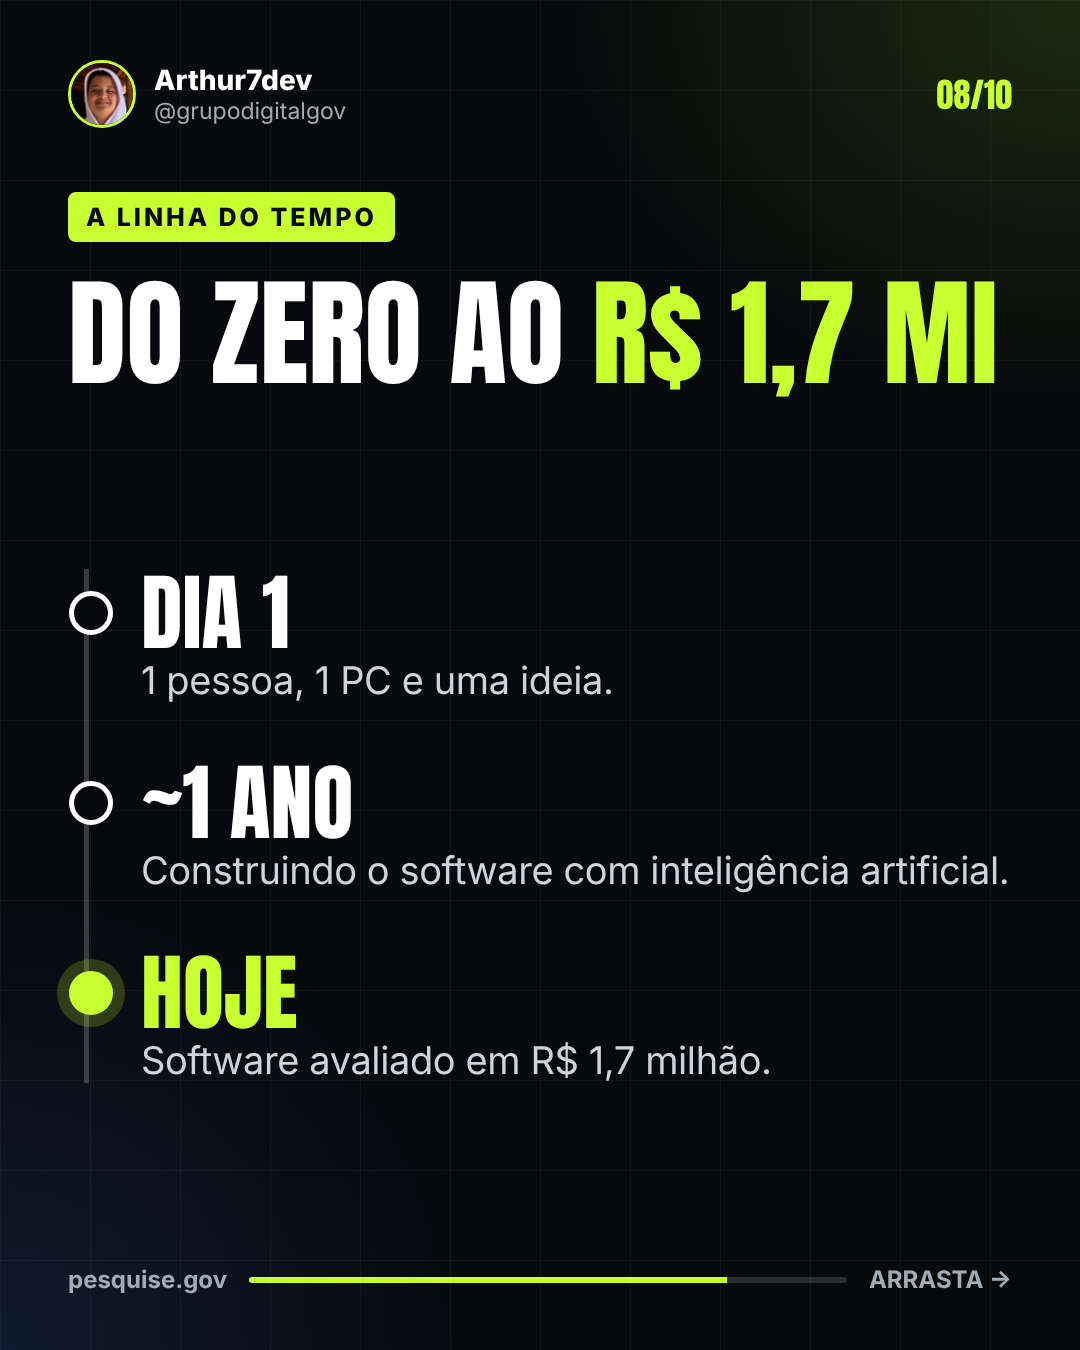 Arthur7dev
@grupodigitalgov
08/10
A LINHA DO TEMPO
DO ZERO AO R$ 1,7 MI
DIA 1
1 pessoa, 1 PC e uma ideia.
~1 ANO
Construindo o software com inteligência artificial.
HOJE
Software avaliado em R$ 1,7 milhão.
pesquise.gov
ARRASTA →